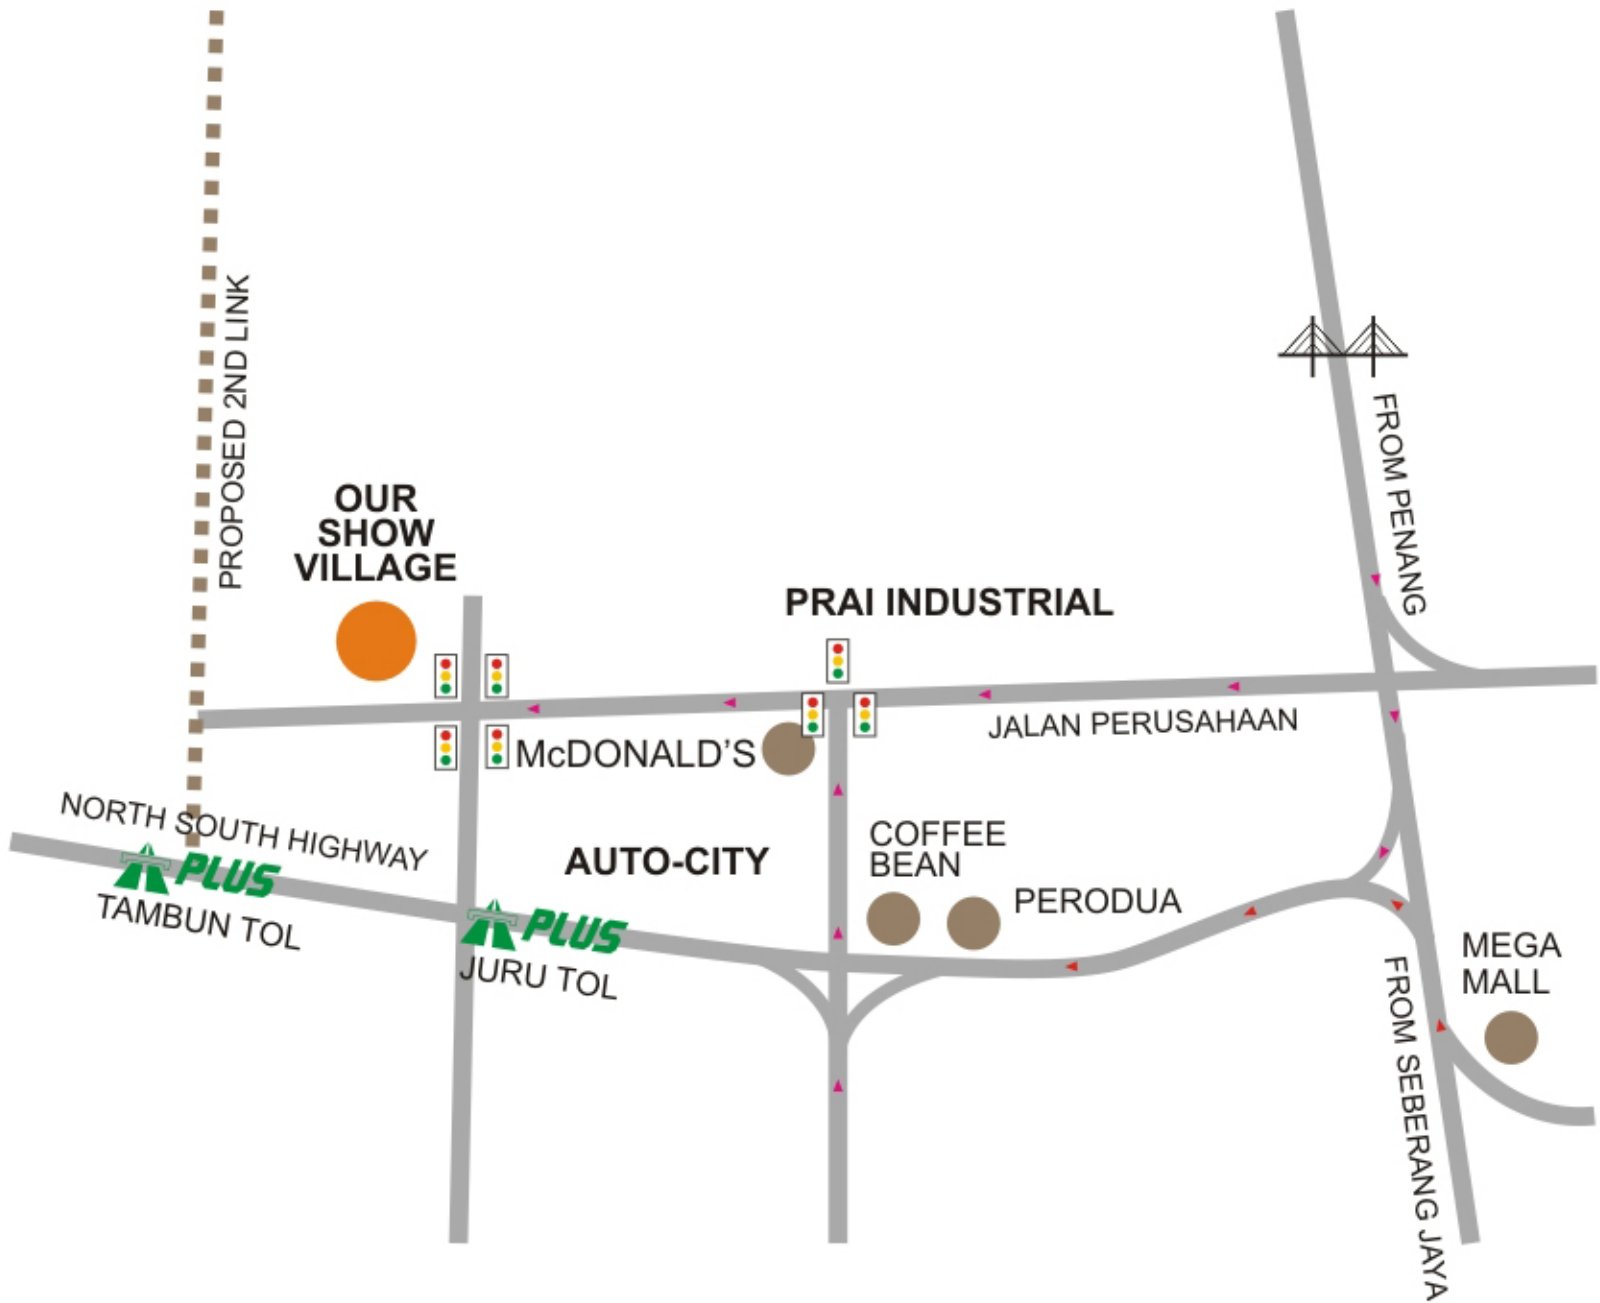 PROPOSED 2ND LINK
FROM PENANG
OUR
SHOW
VILLAGE
PRAI INDUSTRIAL
JALAN PERUSAHAAN
McDONALD'S
NORTH SOUTH HIGHWAY
PLUS
TAMBUN TOL
AUTO-CITY
COFFEE
BEAN
PERODUA
PLUS
JURU TOL
MEGA
MALL
FROM SEBERANG JAYA